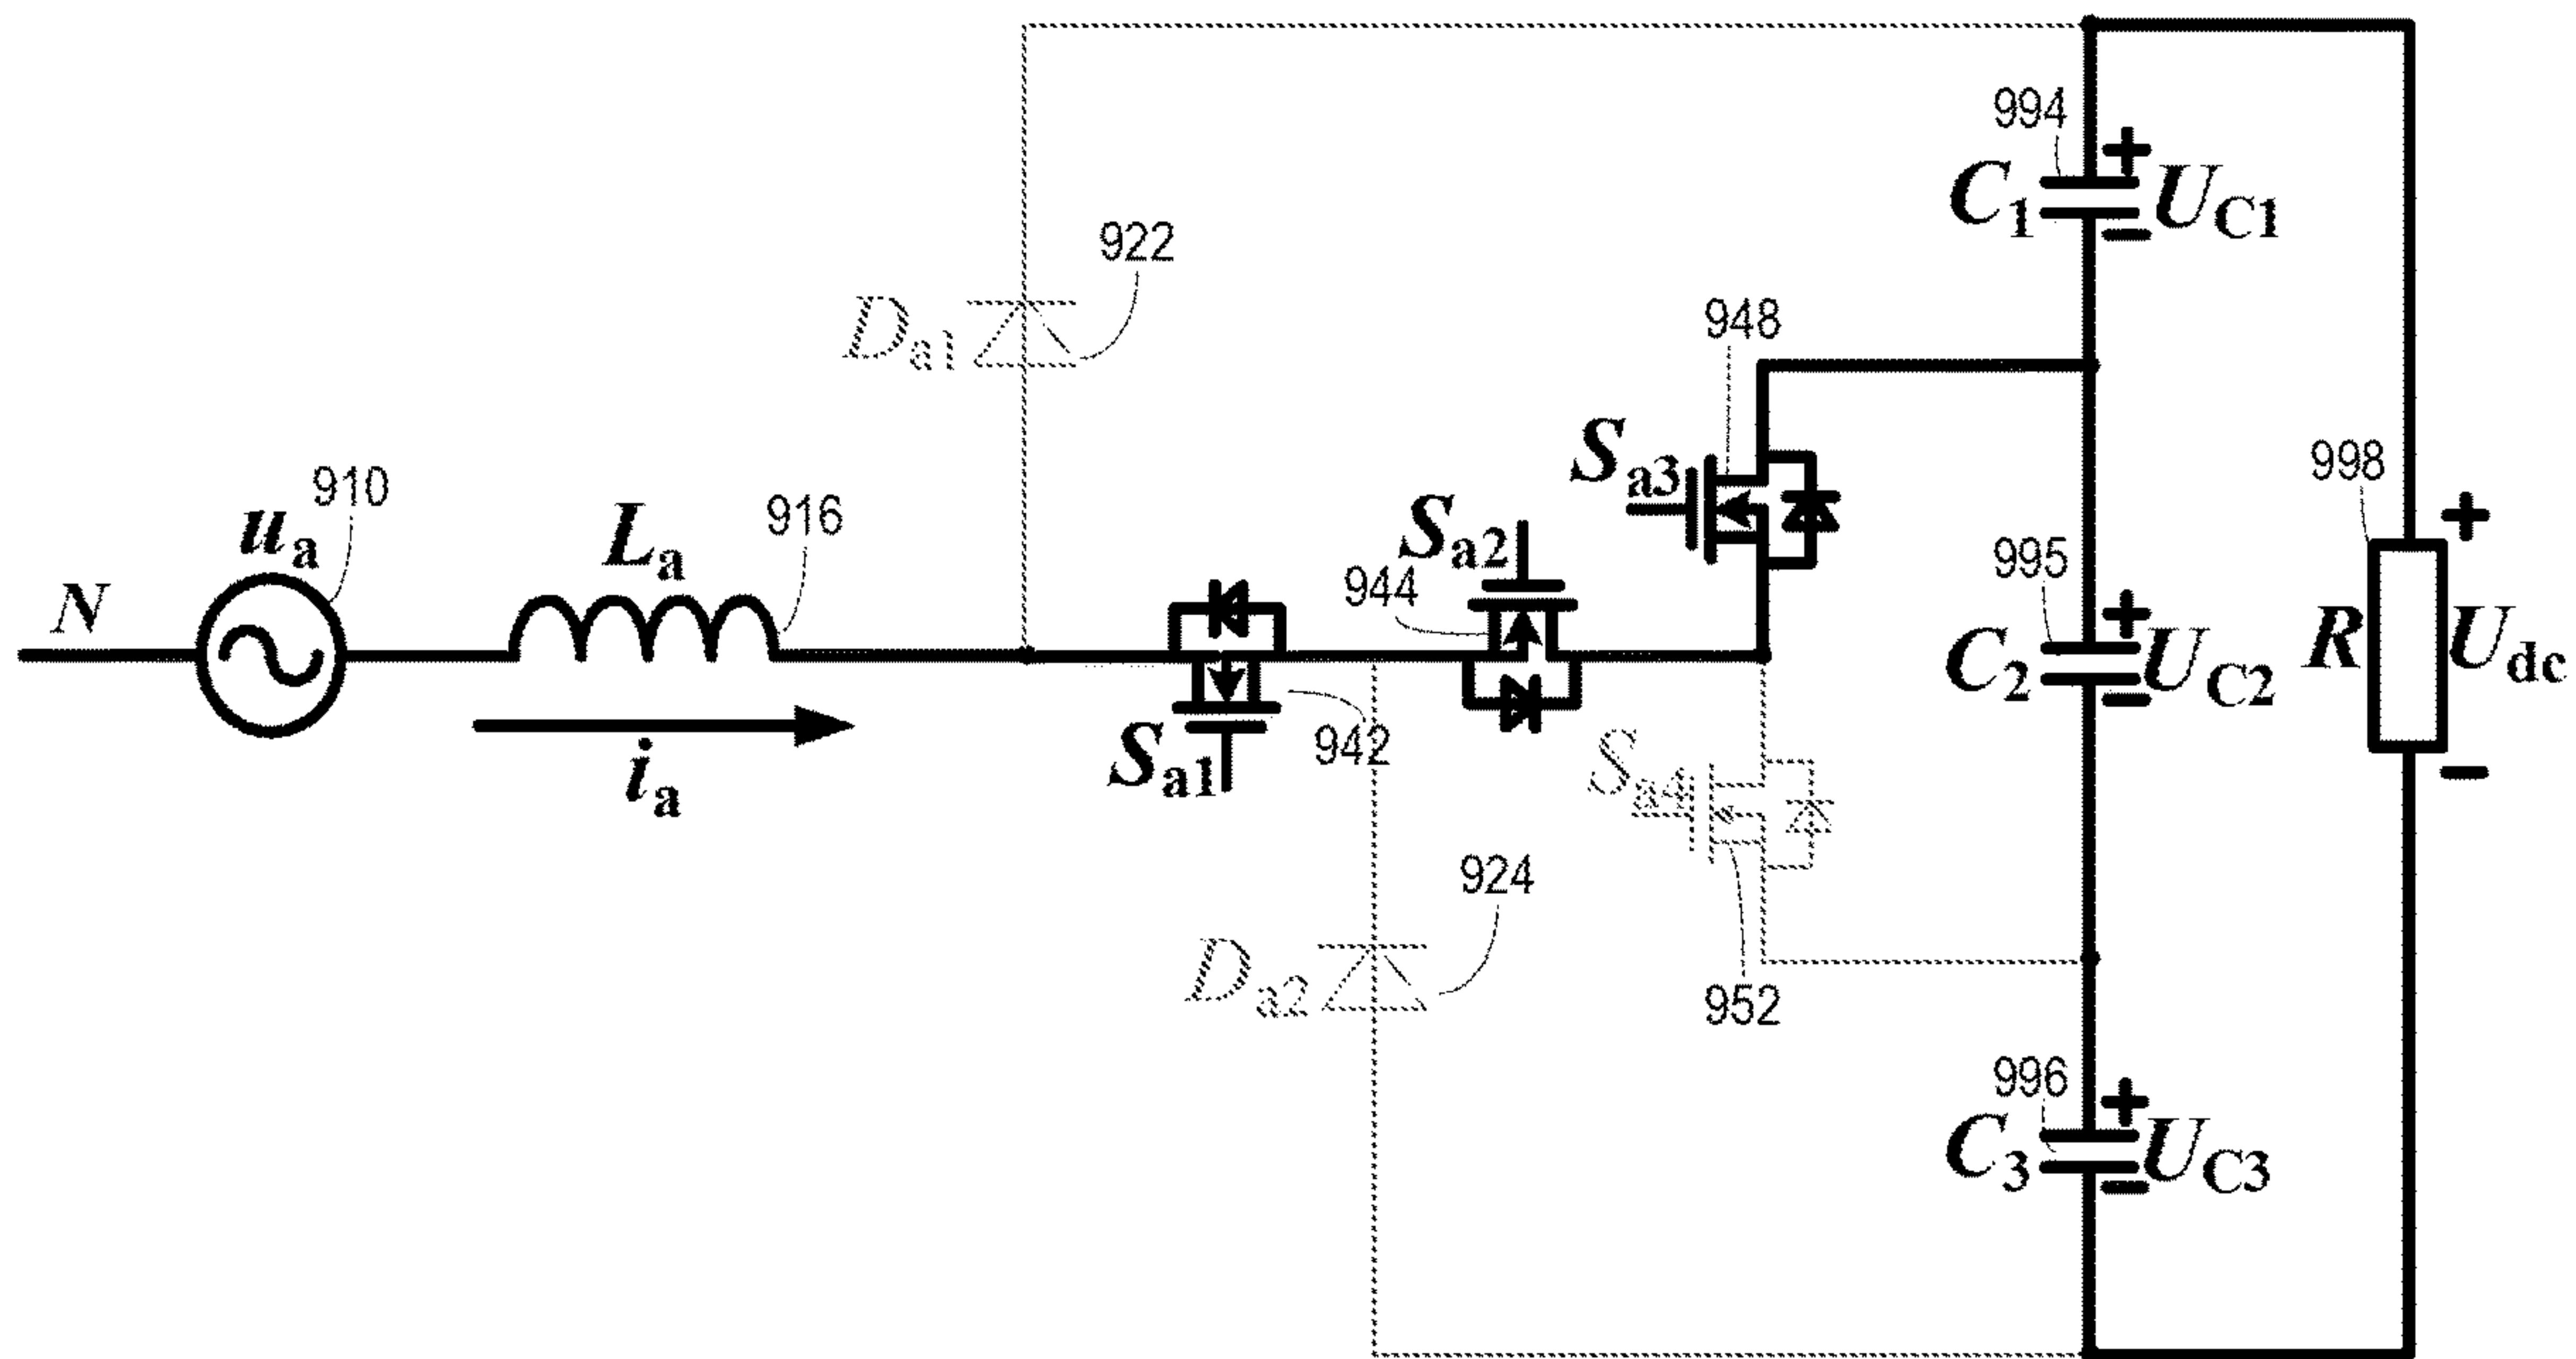 994
+
C1
UC1
−
922
Da1
948
Sa3
998
910
ua
La
916
Sa2
944
995
+
+
N
C2
UC2
R
Udc
−
−
ia
Sa1
942
Sa4
924
Da2
952
996
+
C3
UC3
−